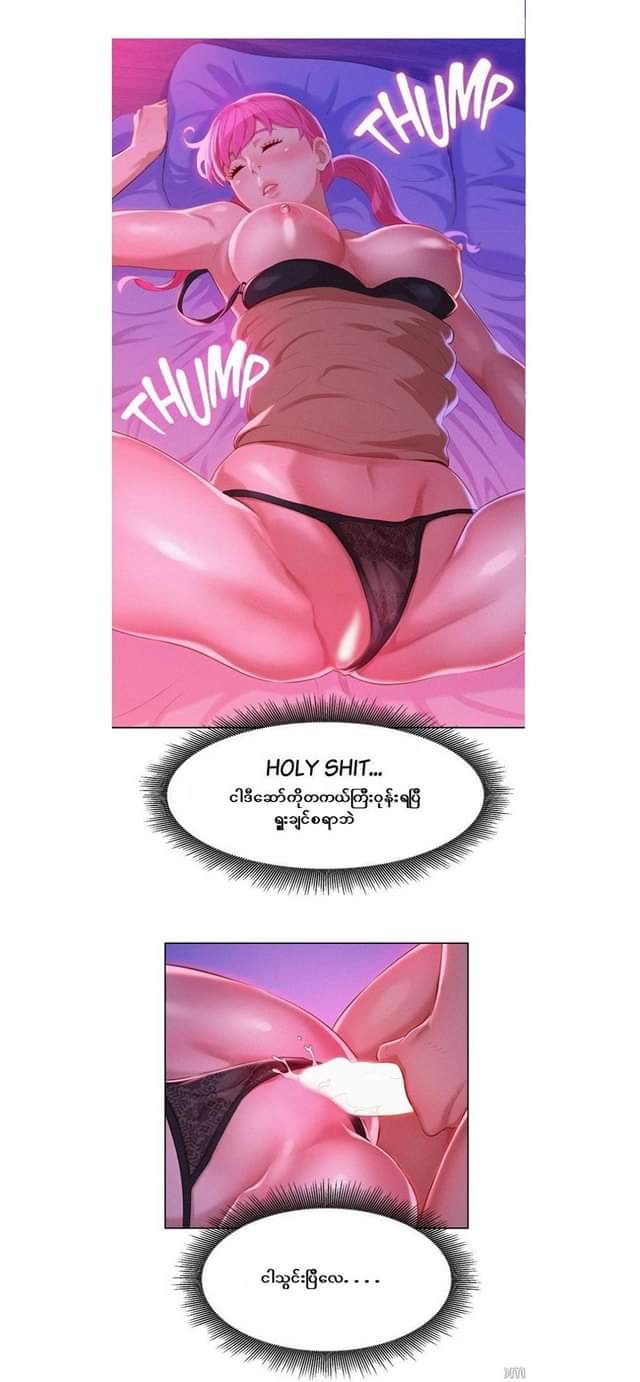 THUMP
THUMP
HOLY SHIT...
ငါဒီဆော်ကိုတကယ်ကြီးဝုန်းရပြီ
ရူးချင်စရာဘဲ
ငါသွင်းပြီလေ. . . .